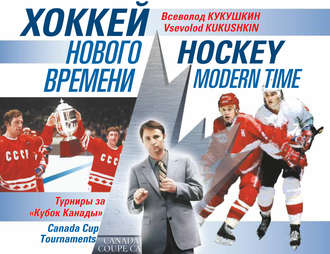 ХОККЕЙ
НОВОГО
ВРЕМЕНИ
Всеволод КУКУШКИН
Vsevolod KUKUSHKIN
HOCKEY
MODERN TIME
СССР
СССР
Турниры за
«Кубок Канады»
Canada Cup
Tournaments
CANADA
COUPE CA